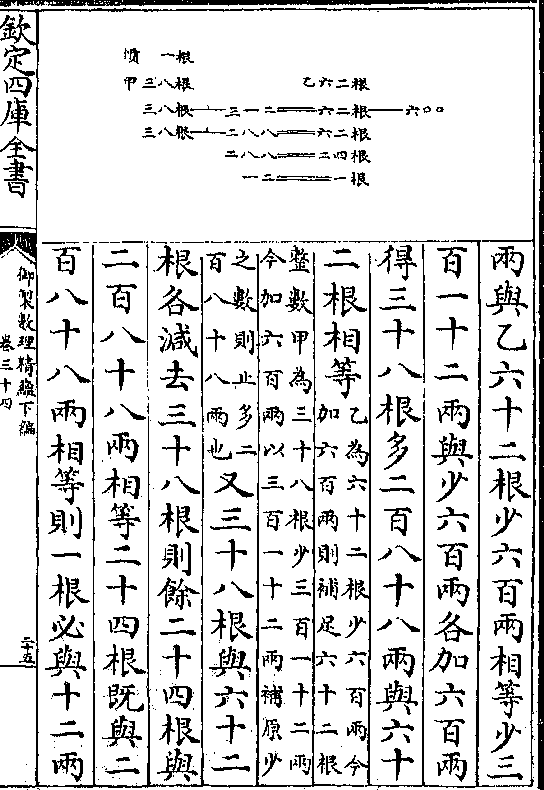 欽定四庫全書
一根
甲三八根 乙六二根
三八根 三一二 六二根 六〇〇
三八根 二八八 六二根
二八八 二四根
一二 一根
兩與乙六十二根少六百兩相等少三
百一十二兩與少六百兩各加六百兩
得三十八根多二百八十八兩與六十
二根相等
乙為六十二根少六百兩今
加六百兩則補足六十二根
整數甲為三十八根少三百一十二兩
今加六百兩以三百一十二兩補原少
之數則止多二
百八十八兩也
又三十八根與六十二
根各減去三十八根則餘二十四根與
二百八十八兩相等二十四根既與二
百八十八兩相等則一根必與十二兩
御製數理精蘊下編
卷三十四
二十五